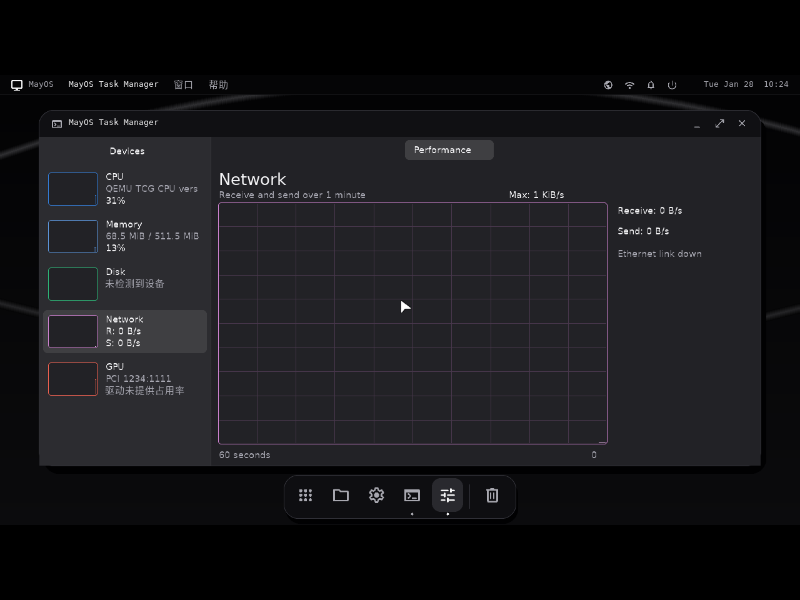 MayOS MayOS Task Manager 窗口 帮助 Tue Jan 28 10:24
MayOS Task Manager
Devices
Performance
CPU
QEMU TCG CPU vers
31%
Memory
68.5 MiB / 511.5 MiB
13%
Disk
未检测到设备
Network
R: 0 B/s
S: 0 B/s
GPU
PCI 1234:1111
驱动未提供占用率
Network
Receive and send over 1 minute
Max: 1 KiB/s
Receive: 0 B/s
Send: 0 B/s
Ethernet link down
60 seconds
0